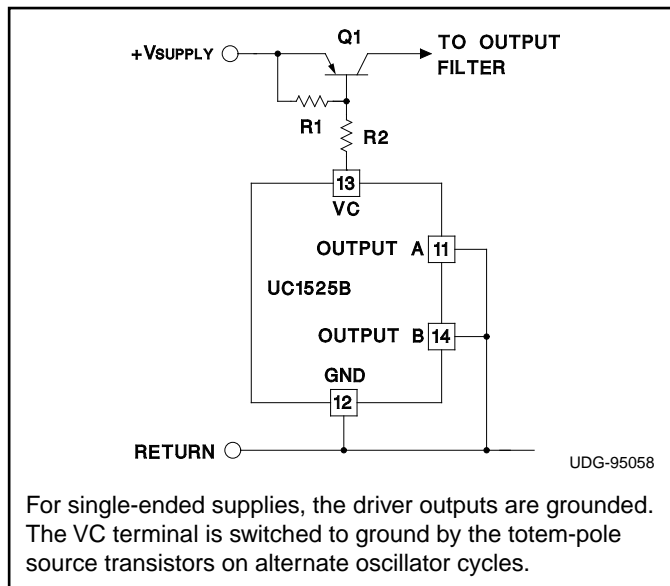 Q1
+VSUPPLY
TO OUTPUT
FILTER
R1
R2
13
VC
OUTPUT A 11
UC1525B
OUTPUT B 14
GND
12
RETURN
UDG-95058
For single-ended supplies, the driver outputs are grounded.
The VC terminal is switched to ground by the totem-pole
source transistors on alternate oscillator cycles.